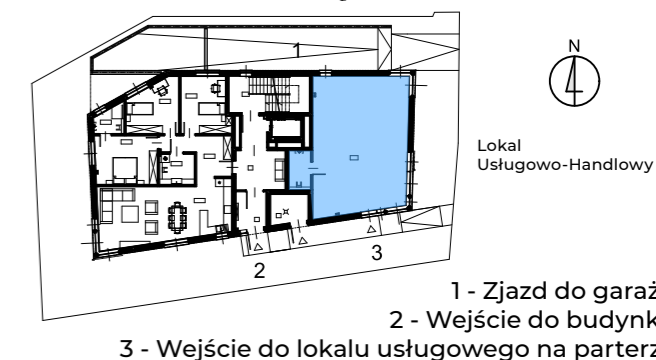 1
N
Lokal
Usługowo-Handlowy
2
3
1 - Zjazd do garaż
2 - Wejście do budynk
3 - Wejście do lokalu usługowego na parterz